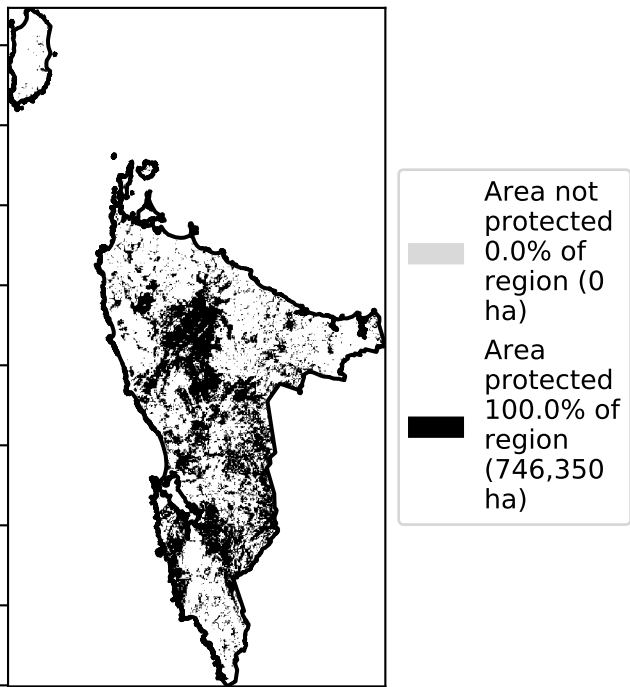 Area not
protected
0.0% of
region (0
ha)
Area
protected
100.0% of
region
(746,350
ha)